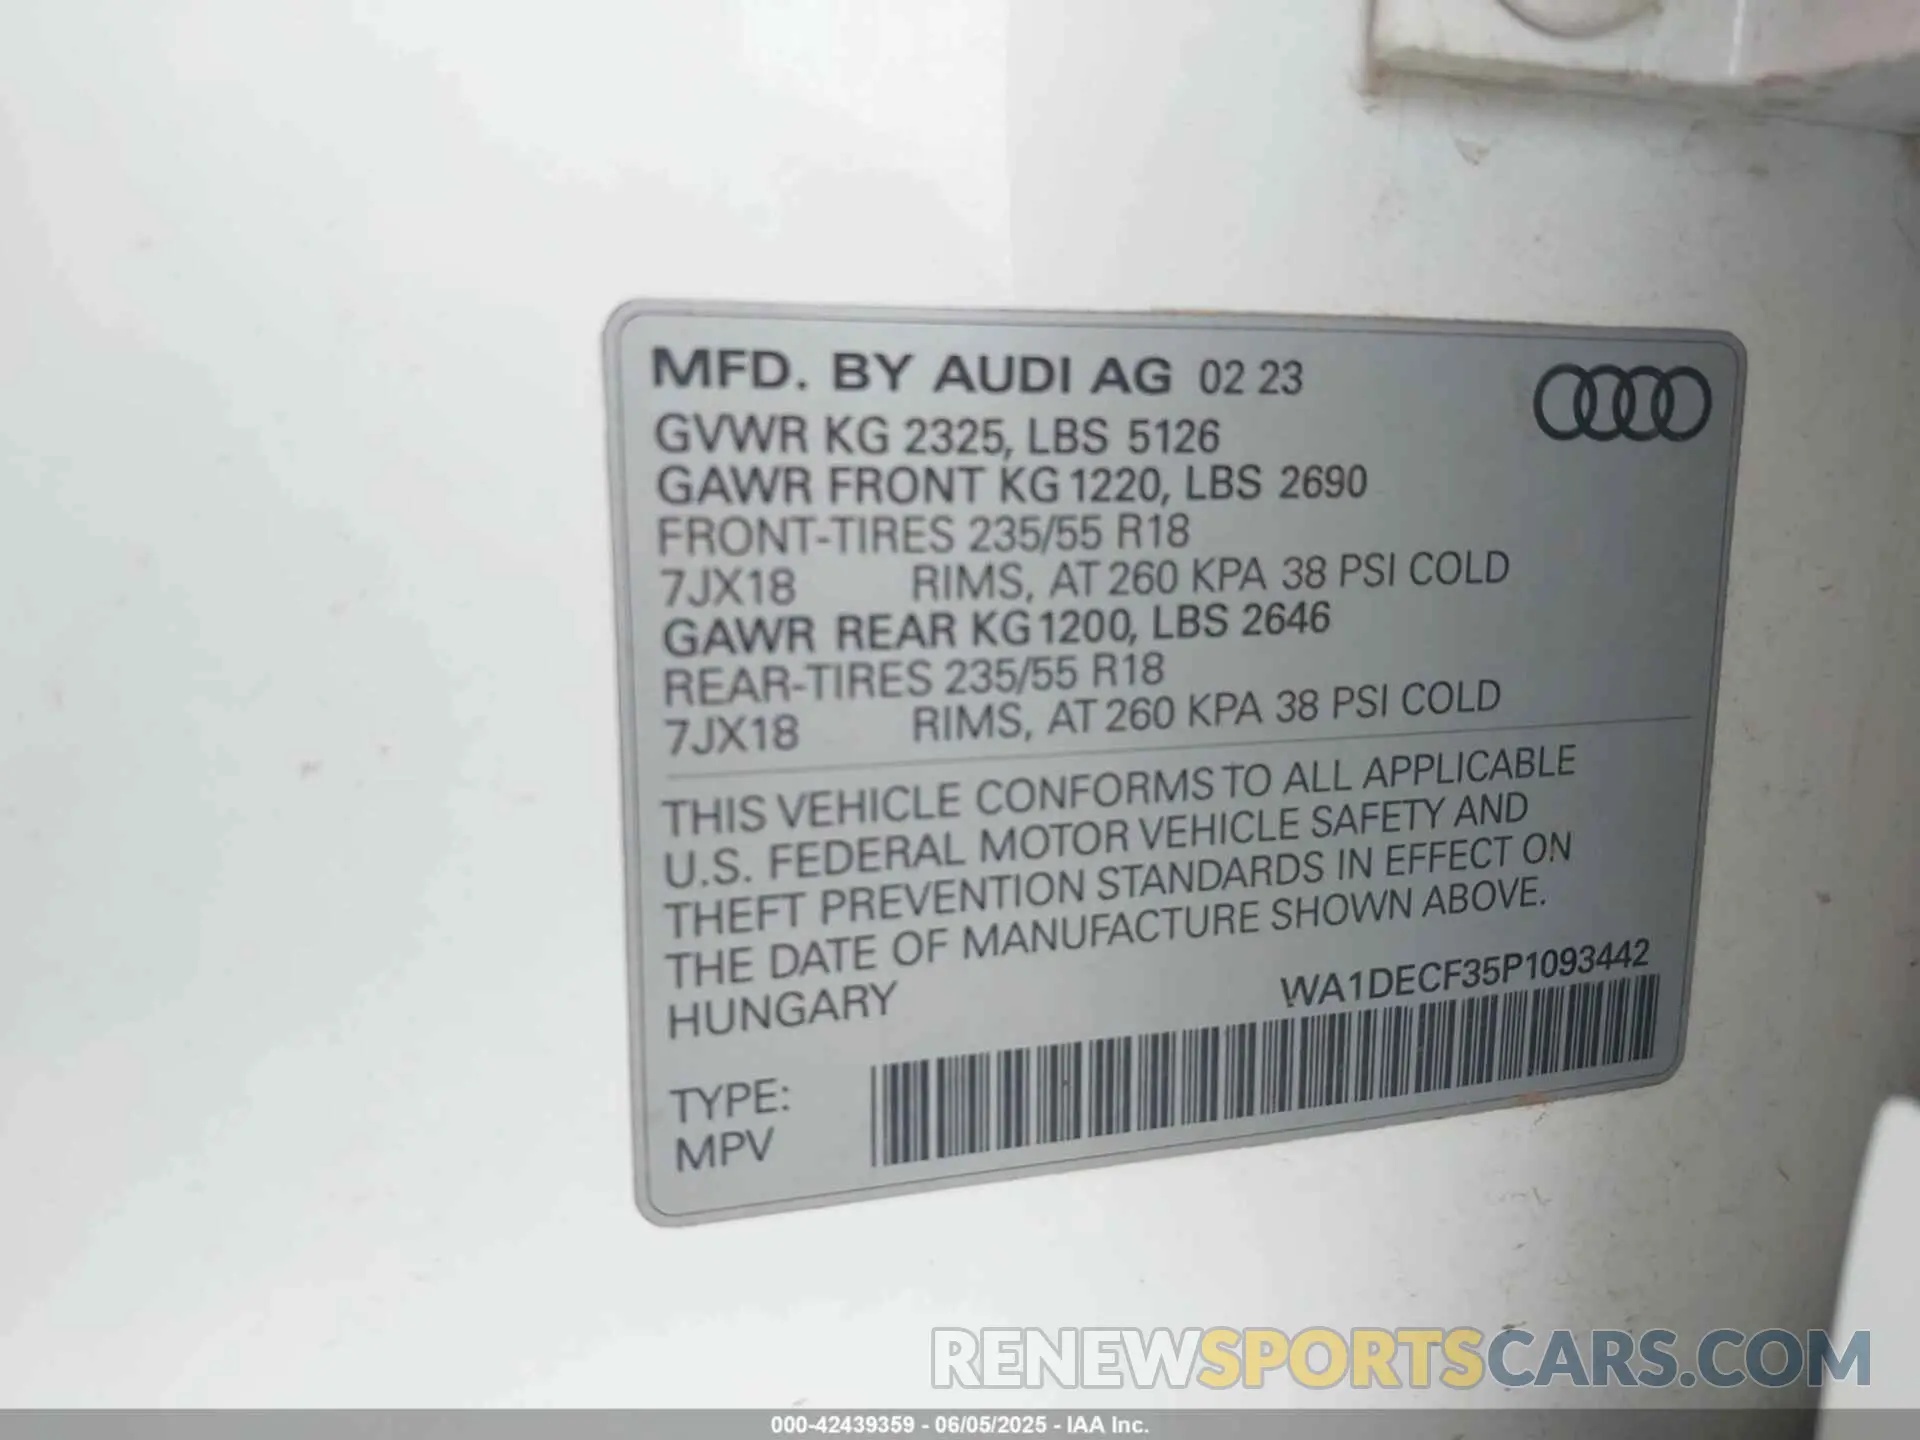 MFD. BY AUDI AG 02 23
GVWR KG 2325, LBS 5126
GAWR FRONT KG 1220, LBS 2690
FRONT-TIRES 235/55 R18
7JX18 RIMS, AT 260 KPA 38 PSI COLD
GAWR REAR KG 1200, LBS 2646
REAR-TIRES 235/55 R18
7JX18 RIMS, AT 260 KPA 38 PSI COLD
THIS VEHICLE CONFORMS TO ALL APPLICABLE
U.S. FEDERAL MOTOR VEHICLE SAFETY AND
THEFT PREVENTION STANDARDS IN EFFECT ON
THE DATE OF MANUFACTURE SHOWN ABOVE.
HUNGARY WA1DECF35P1093442
TYPE:
MPV
RENEWSPORTSCARS.COM
000-42439359 - 06/05/2025 - IAA Inc.